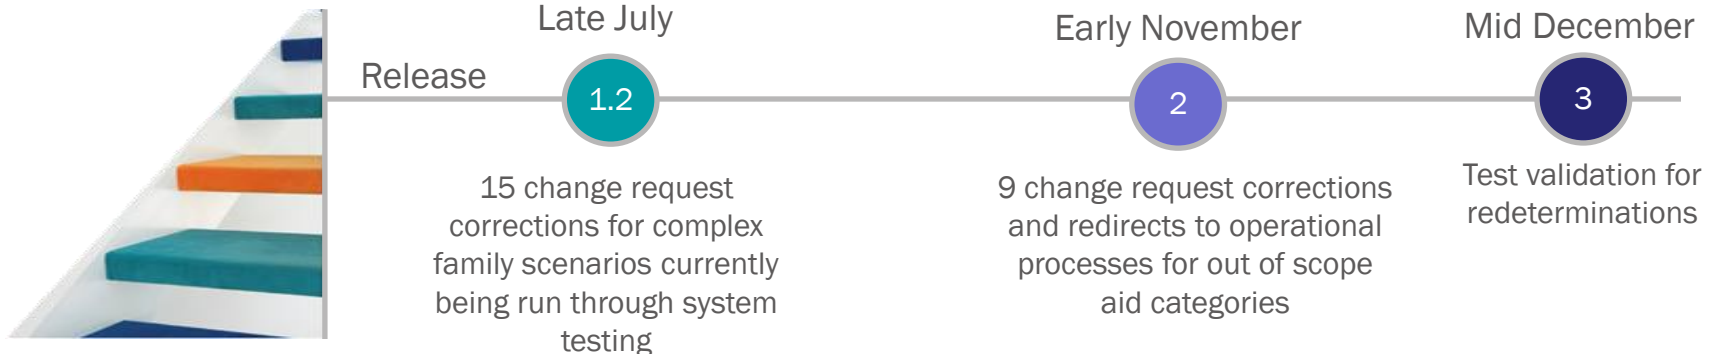 Release
Late July
1.2
15 change request
corrections for complex
family scenarios currently
being run through system
testing
Early November
2
9 change request corrections
and redirects to operational
processes for out of scope
aid categories
Mid December
3
Test validation for
redeterminations